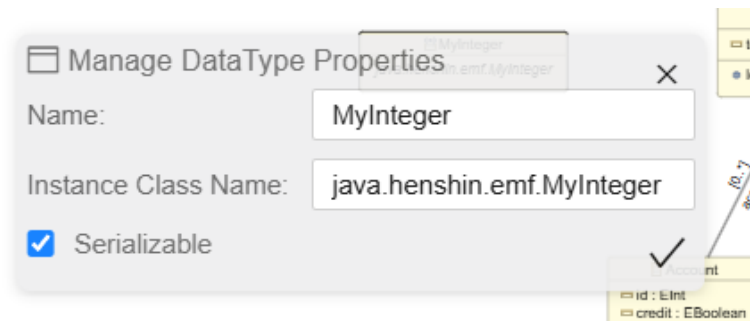 MyInteger
Manage DataType Properties
java.henshin.emf.MyInteger
Name:
MyInteger
Instance Class Name:
java.henshin.emf.MyInteger
Serializable
[0..*]
Account
id : EInt
credit : EBoolean